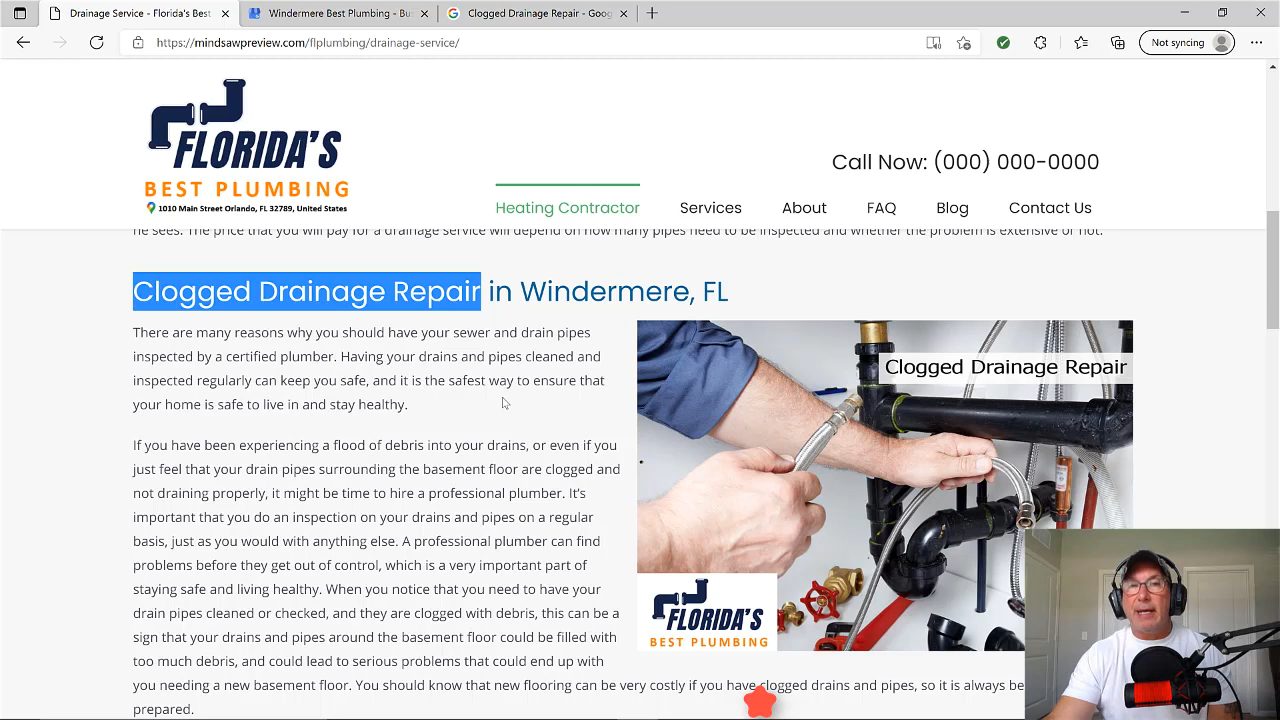 Drainage Service - Florida's Best
Windermere Best Plumbing - Bu
Clogged Drainage Repair - Goog
https://mindsawpreview.com/flplumbing/drainage-service/
Not syncing
FLORIDA'S
BEST PLUMBING
1010 Main Street Orlando, FL 32789, United States
Call Now: (000) 000-0000
Heating Contractor Services About FAQ Blog Contact Us
he sees. The price that you will pay for a drainage service will depend on how many pipes need to be inspected and whether the problem is extensive or not.
Clogged Drainage Repair in Windermere, FL
There are many reasons why you should have your sewer and drain pipes
inspected by a certified plumber. Having your drains and pipes cleaned and
inspected regularly can keep you safe, and it is the safest way to ensure that
your home is safe to live in and stay healthy.
If you have been experiencing a flood of debris into your drains, or even if you
just feel that your drain pipes surrounding the basement floor are clogged and
not draining properly, it might be time to hire a professional plumber. It's
important that you do an inspection on your drains and pipes on a regular
basis, just as you would with anything else. A professional plumber can find
problems before they get out of control, which is a very important part of
staying safe and living healthy. When you notice that you need to have your
drain pipes cleaned or checked, and they are clogged with debris, this can be a
sign that your drains and pipes around the basement floor could be filled with
too much debris, and could lead to serious problems that could end up with
you needing a new basement floor. You should know that new flooring can be very costly if you have clogged drains and pipes, so it is always be
prepared.
Clogged Drainage Repair
FLORIDA'S
BEST PLUMBING